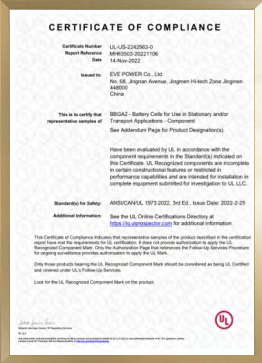 CERTIFICATE OF COMPLIANCE
Certificate Number UL-US-2242563-0
Report Reference MH63503-20221106
Date 14-Nov-2022
Issued to: EVE POWER Co., Ltd.
No. 68, Jingnan Avenue, Jingmen Hi-tech Zone Jingmen
448000
China
This is to certify that BBGA2 - Battery Cells for Use in Stationary and/or
representative samples of Transport Applications - Component
See Addendum Page for Product Designation(s).
Have been evaluated by UL in accordance with the
component requirements in the Standard(s) indicated on
this Certificate. UL Recognized components are incomplete
in certain constructional features or restricted in
performance capabilities and are intended for installation in
complete equipment submitted for investigation to UL LLC.
Standard(s) for Safety: ANSI/CAN/UL 1973:2022, 3rd Ed., Issue Date: 2022-2-25
Additional Information: See the UL Online Certifications Directory at
https://iq.ulprospector.com for additional information
This Certificate of Compliance indicates that representative samples of the product described in the certification
report have met the requirements for UL certification. It does not provide authorization to apply the UL
Recognized Component Mark. Only the Authorization Page that references the Follow-Up Services Procedure
for ongoing surveillance provides authorization to apply the UL Mark.
Only those products bearing the UL Recognized Component Mark should be considered as being UL Certified
and covered under UL's Follow-Up Services.
Look for the UL Recognized Component Mark on the product.
UL